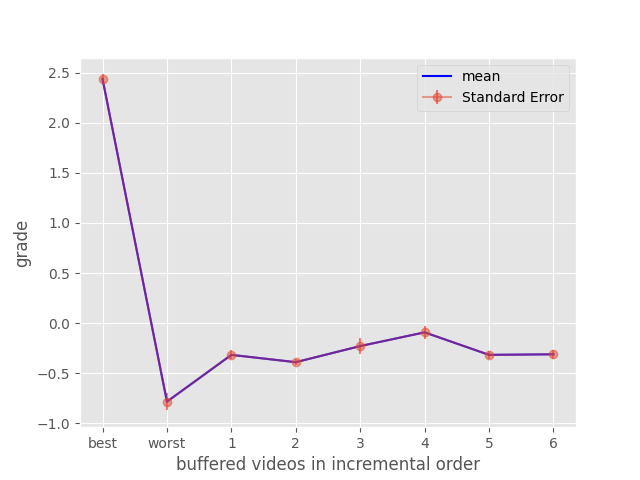 mean
Standard Error
2.5
2.0
1.5
1.0
0.5
0.0
−0.5
−1.0
grade
best worst 1 2 3 4 5 6
buffered videos in incremental order